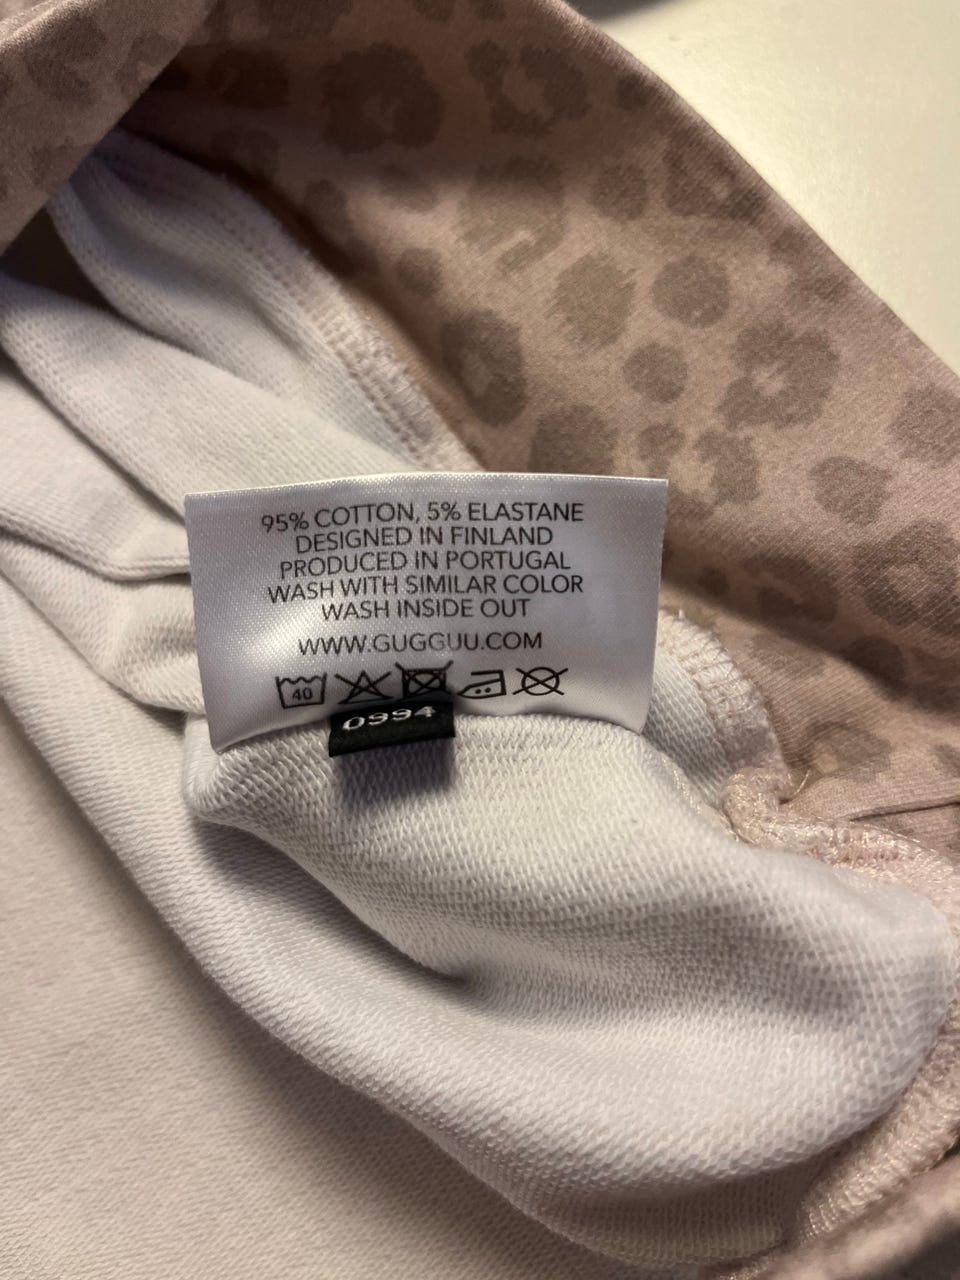 95% COTTON, 5% ELASTANE
DESIGNED IN FINLAND
PRODUCED IN PORTUGAL
WASH WITH SIMILAR COLOR
WASH INSIDE OUT
WWW.GUGGUU.COM
40
0994